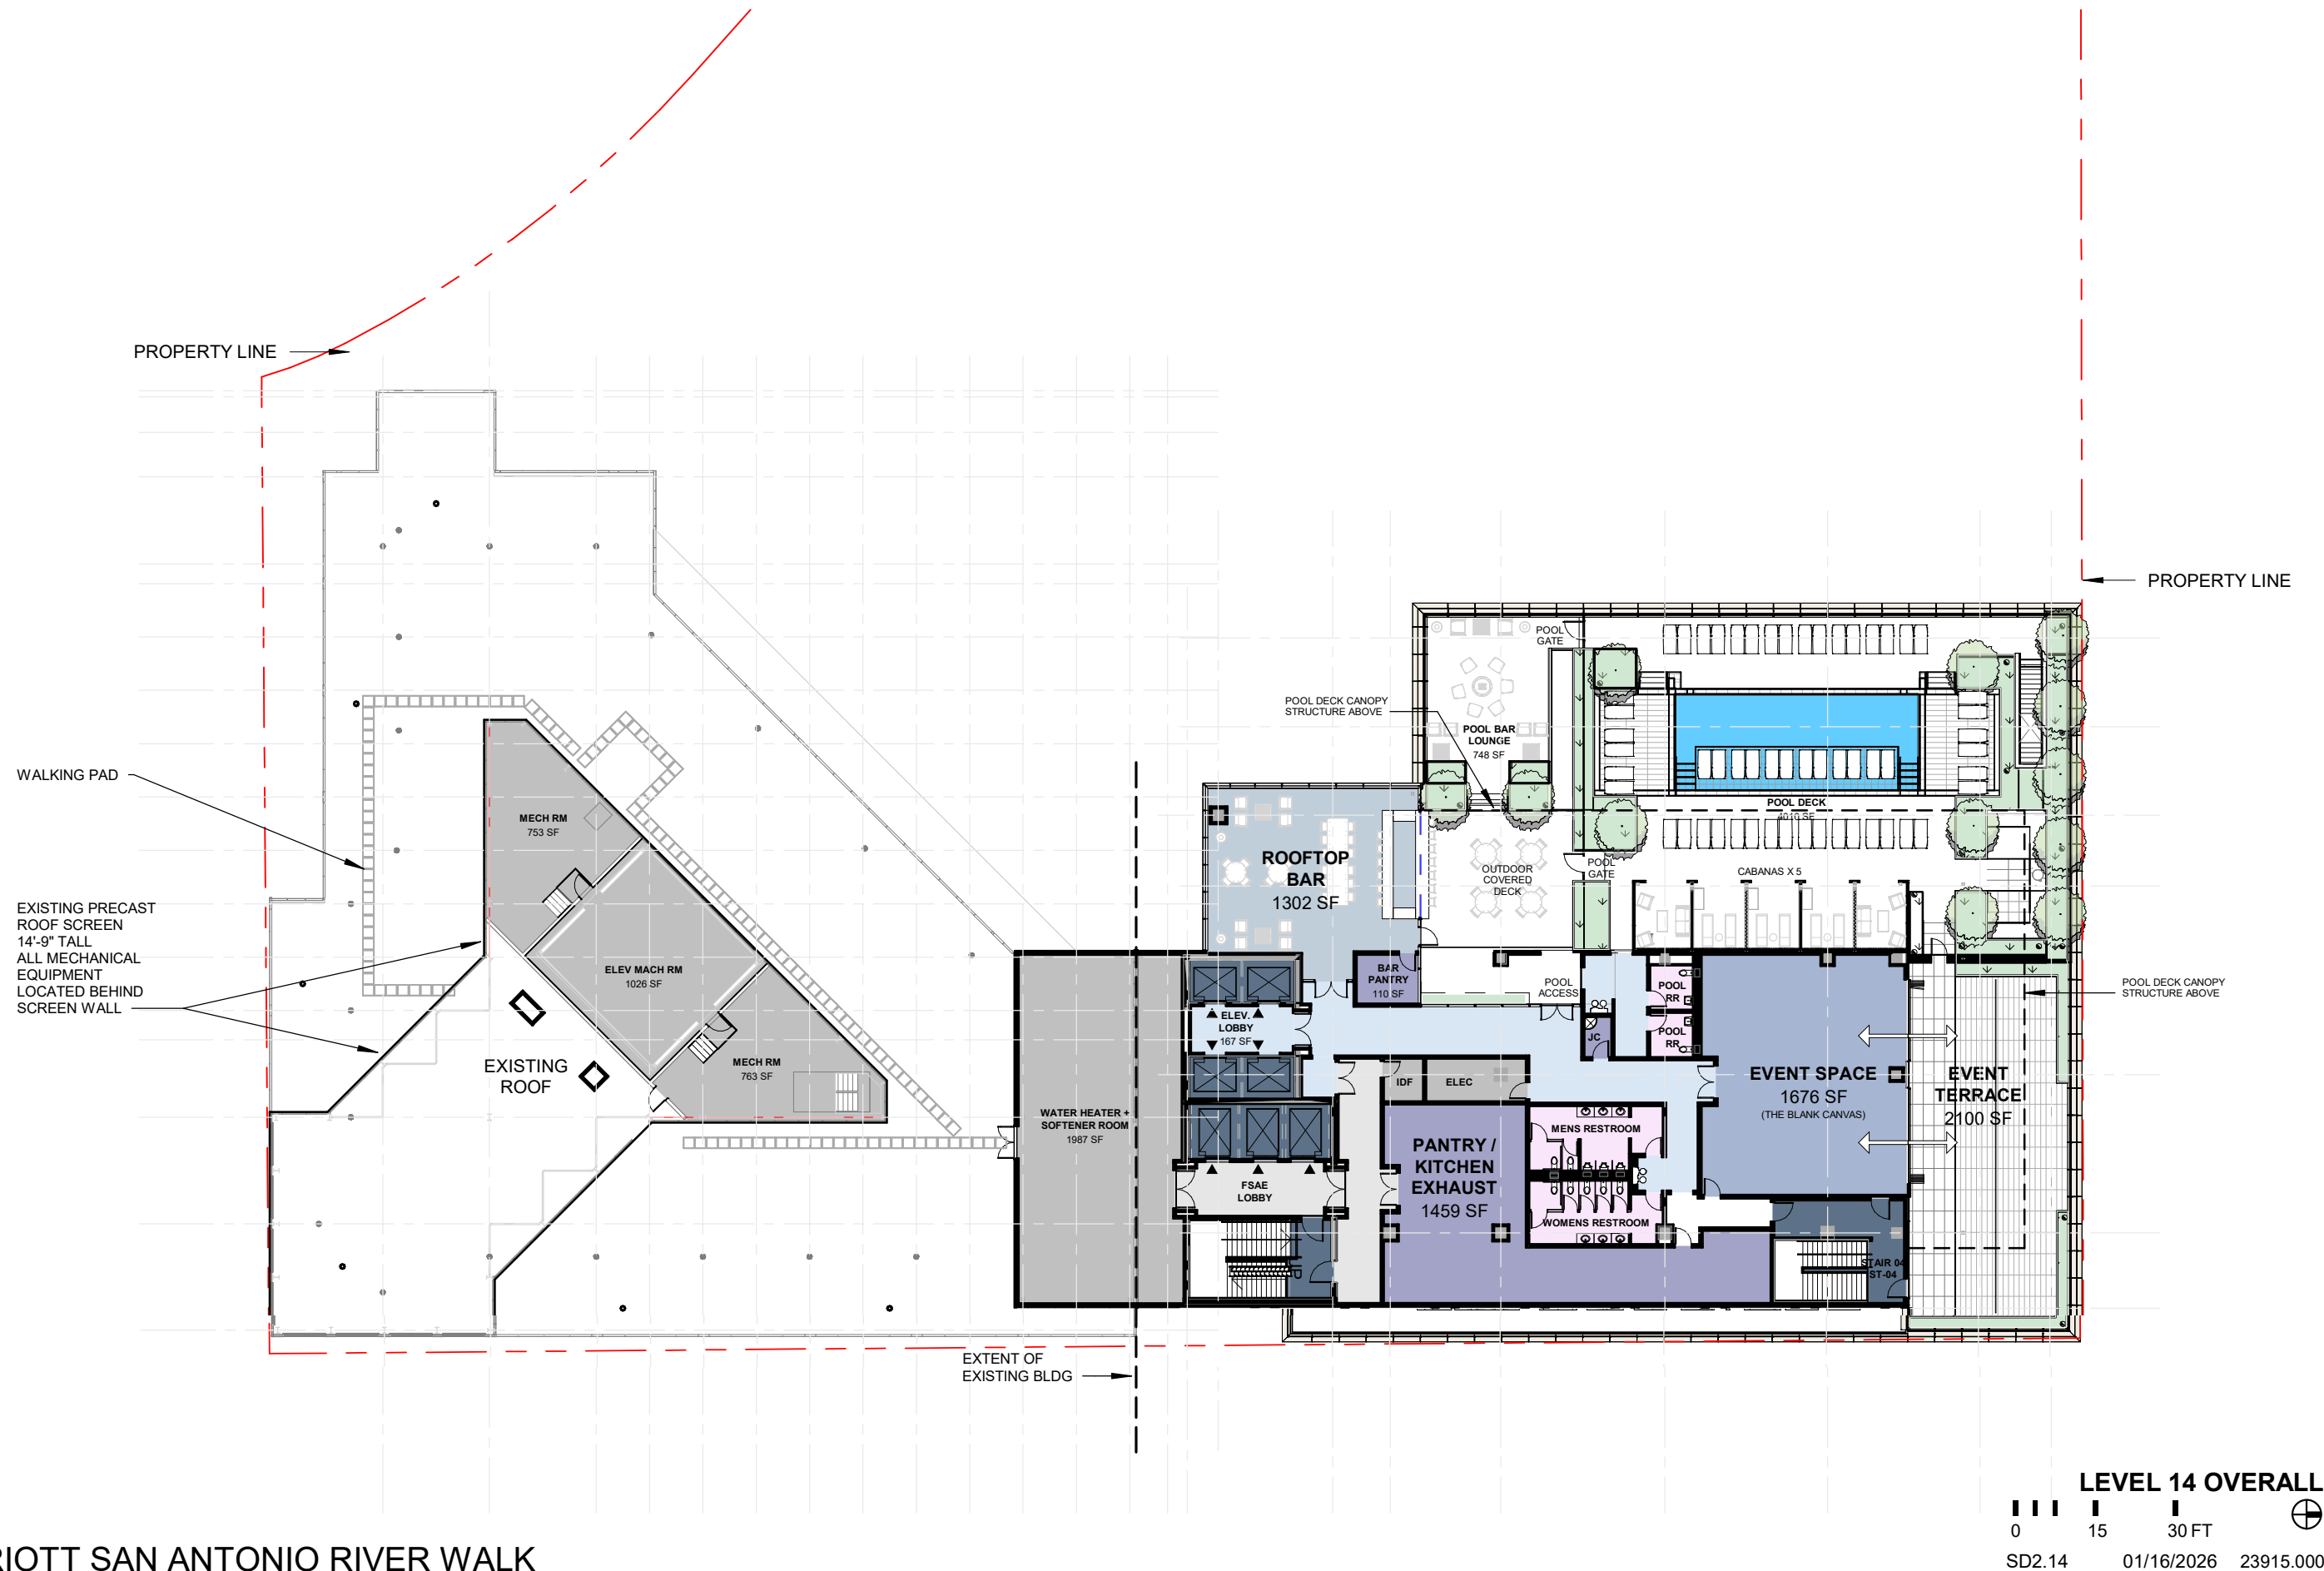 PROPERTY LINE
PROPERTY LINE
POOL
GATE
POOL DECK CANOPY
STRUCTURE ABOVE
POOL BAR
LOUNGE
748 SF
WALKING PAD
POOL DECK
4010 SF
MECH RM
753 SF
ROOFTOP
BAR
1302 SF
OUTDOOR
COVERED
DECK
POOL
GATE
CABANAS X 5
EXISTING PRECAST
ROOF SCREEN
14'-9" TALL
ALL MECHANICAL
EQUIPMENT
LOCATED BEHIND
SCREEN WALL
ELEV MACH RM
1026 SF
BAR
PANTRY
110 SF
POOL
ACCESS
POOL
RR
POOL DECK CANOPY
STRUCTURE ABOVE
ELEV.
LOBBY
167 SF
JC
POOL
RR
EXISTING
ROOF
MECH RM
763 SF
IDF
ELEC
EVENT SPACE
1676 SF
(THE BLANK CANVAS)
EVENT
TERRACE
2100 SF
WATER HEATER +
SOFTENER ROOM
1987 SF
MENS RESTROOM
PANTRY /
KITCHEN
EXHAUST
1459 SF
FSAE
LOBBY
WOMENS RESTROOM
UP
STAIR 04
ST-04
EXTENT OF
EXISTING BLDG
LEVEL 14 OVERALL
0 15 30 FT
RIOTT SAN ANTONIO RIVER WALK
SD2.14 01/16/2026 23915.000